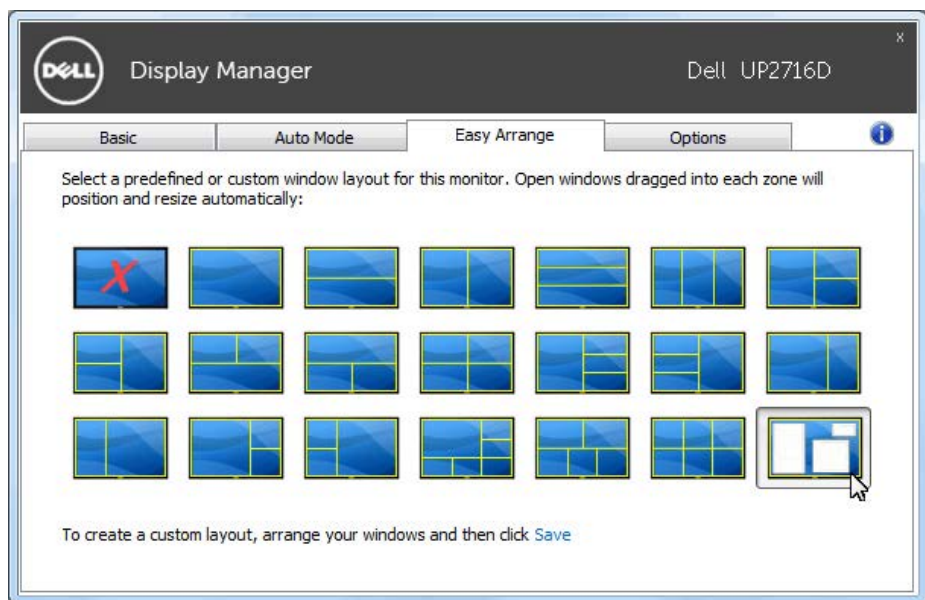 x
DELL
Display Manager
Dell UP2716D
Basic
Auto Mode
Easy Arrange
Options
i
Select a predefined or custom window layout for this monitor. Open windows dragged into each zone will
position and resize automatically:
X
To create a custom layout, arrange your windows and then click Save